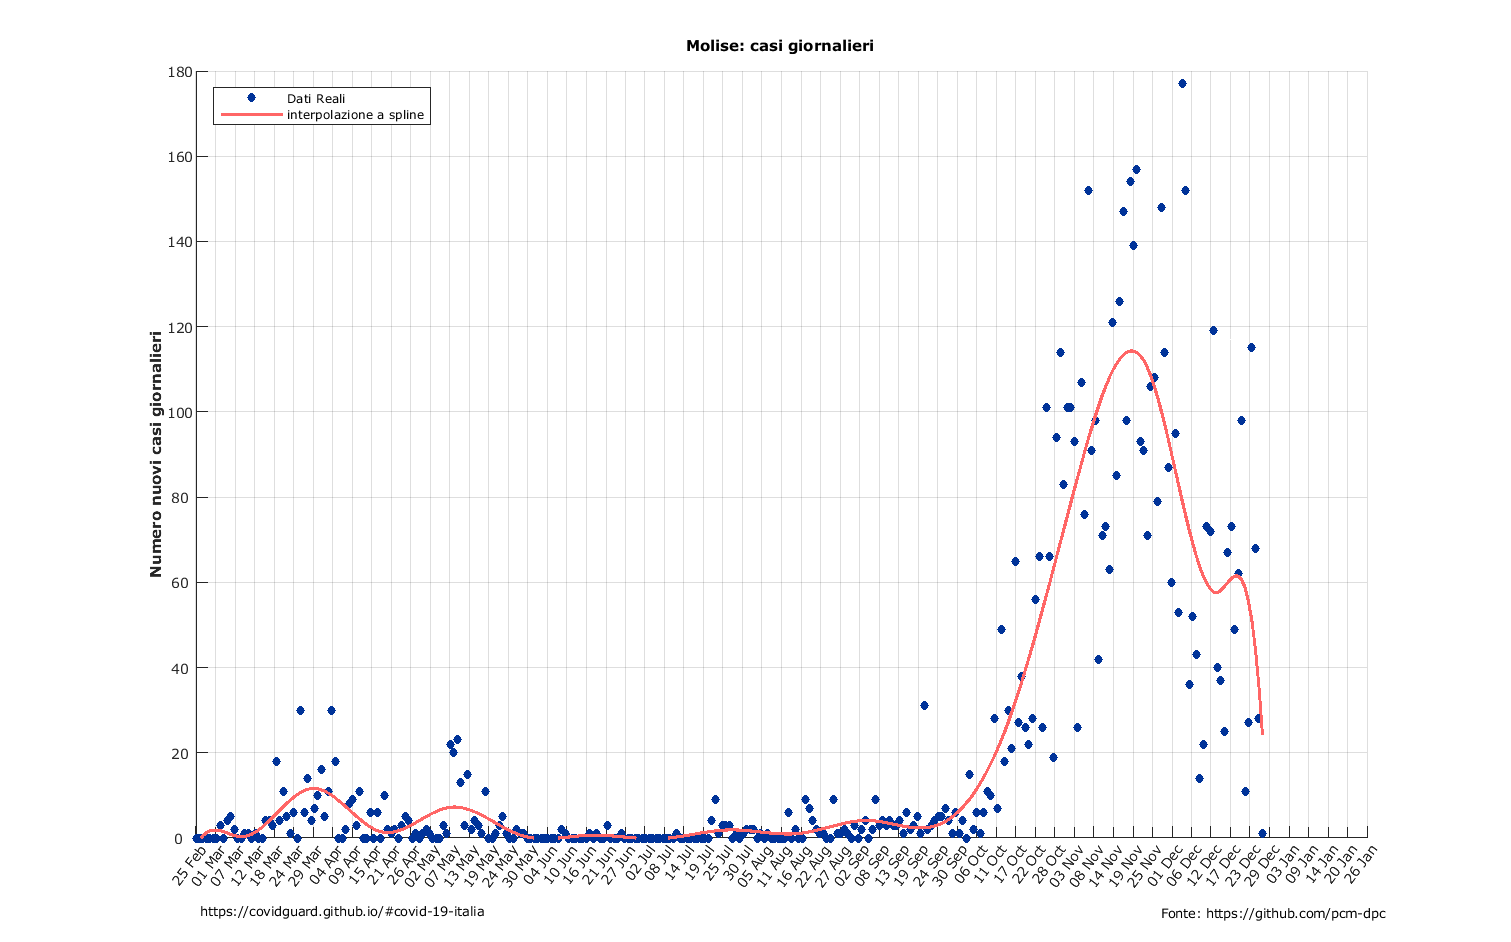 Molise: casi giornalieri
Dati Reali
interpolazione a spline
Numero nuovi casi giornalieri
180
160
140
120
100
80
60
40
20
0
25 Feb
01 Mar
07 Mar
12 Mar
18 Mar
24 Mar
29 Mar
04 Apr
09 Apr
15 Apr
21 Apr
26 Apr
02 May
07 May
13 May
19 May
24 May
30 May
04 Jun
10 Jun
16 Jun
21 Jun
27 Jun
02 Jul
08 Jul
14 Jul
19 Jul
25 Jul
30 Jul
05 Aug
11 Aug
16 Aug
22 Aug
27 Aug
02 Sep
08 Sep
13 Sep
19 Sep
24 Sep
30 Sep
06 Oct
11 Oct
17 Oct
22 Oct
28 Oct
03 Nov
08 Nov
14 Nov
19 Nov
25 Nov
01 Dec
06 Dec
12 Dec
17 Dec
23 Dec
29 Dec
03 Jan
09 Jan
14 Jan
20 Jan
26 Jan
https://covidguard.github.io/#covid-19-italia
Fonte: https://github.com/pcm-dpc